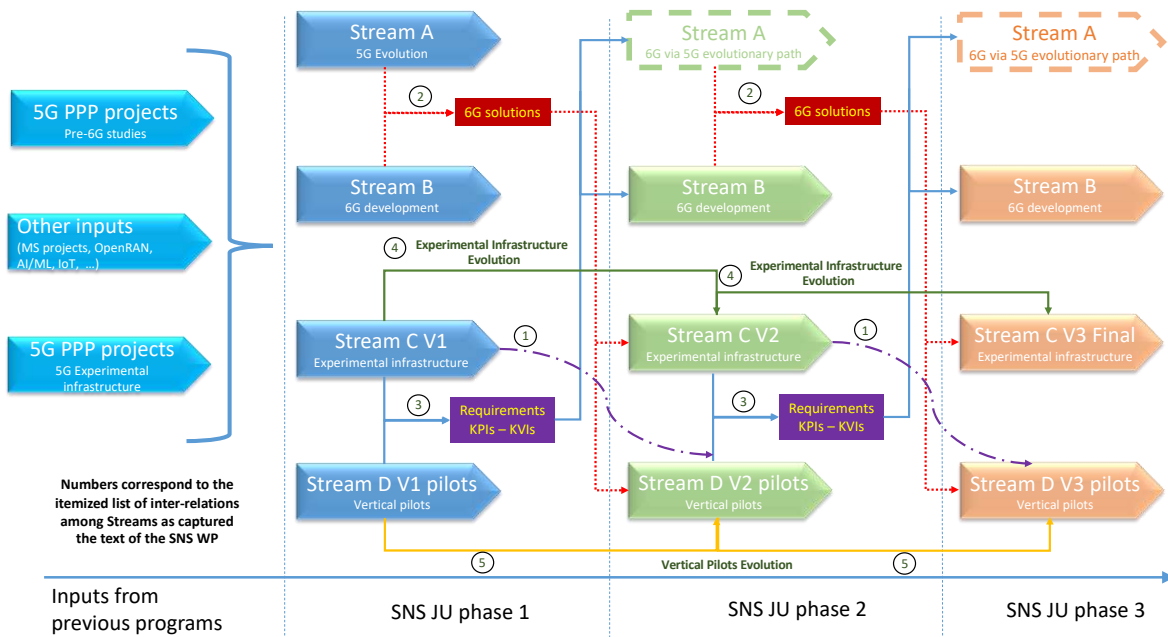 Stream A
5G Evolution
Stream A
6G via 5G evolutionary path
Stream A
6G via 5G evolutionary path
5G PPP projects
Pre-6G studies
2
6G solutions
2
6G solutions
Stream B
6G development
Stream B
6G development
Stream B
6G development
Other inputs
(MS projects, OpenRAN,
AI/ML, IoT, …)
4
Experimental Infrastructure
Evolution
4
Experimental Infrastructure
Evolution
5G PPP projects
5G Experimental
infrastructure
Stream C V1
Experimental infrastructure
1
Stream C V2
Experimental infrastructure
1
Stream C V3 Final
Experimental infrastructure
3
Requirements
KPIs – KVIs
3
Requirements
KPIs – KVIs
Stream D V1 pilots
Vertical pilots
Stream D V2 pilots
Vertical pilots
Stream D V3 pilots
Vertical pilots
Numbers correspond to the
itemized list of inter-relations
among Streams as captured
the text of the SNS WP
5
Vertical Pilots Evolution
5
Inputs from
previous programs
SNS JU phase 1
SNS JU phase 2
SNS JU phase 3